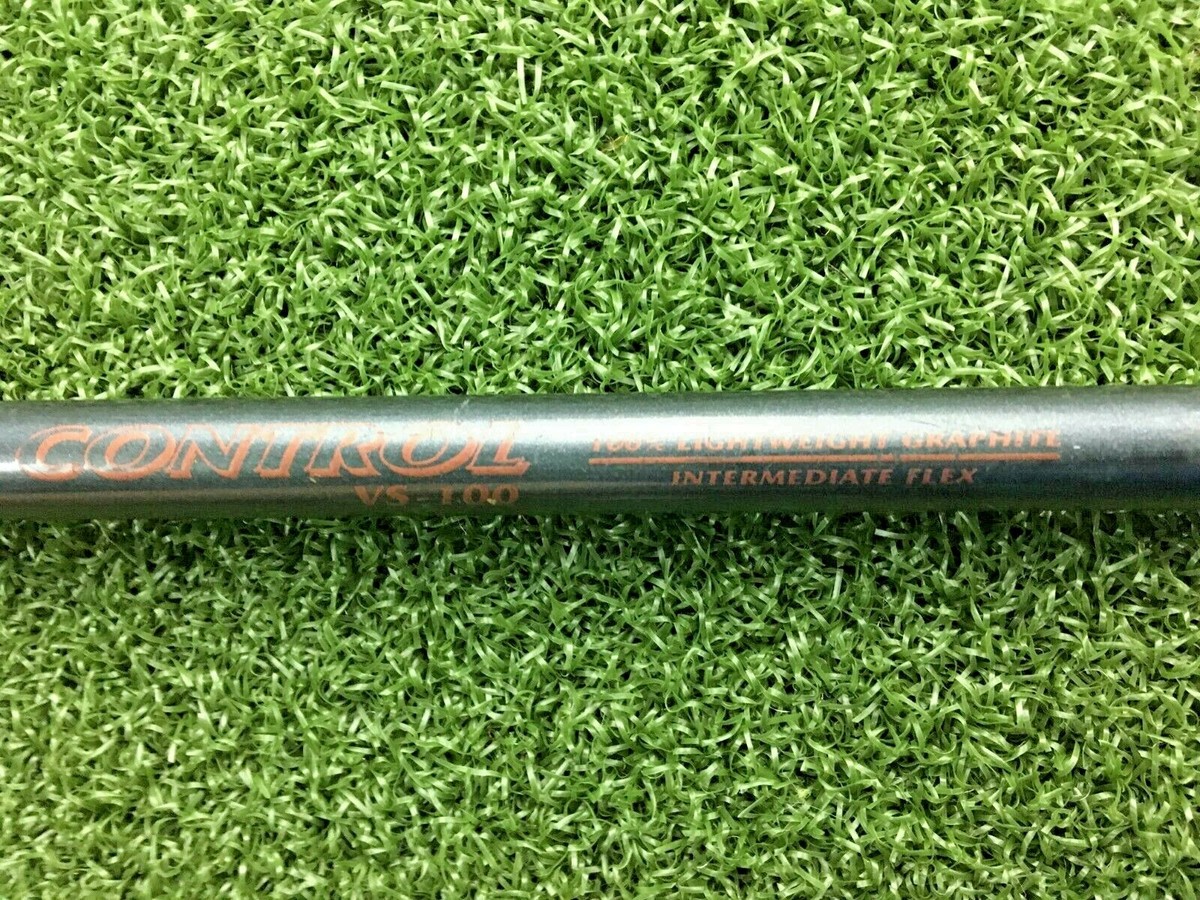 CONTROL
VS-100
100% LIGHTWEIGHT GRAPHITE
INTERMEDIATE FLEX